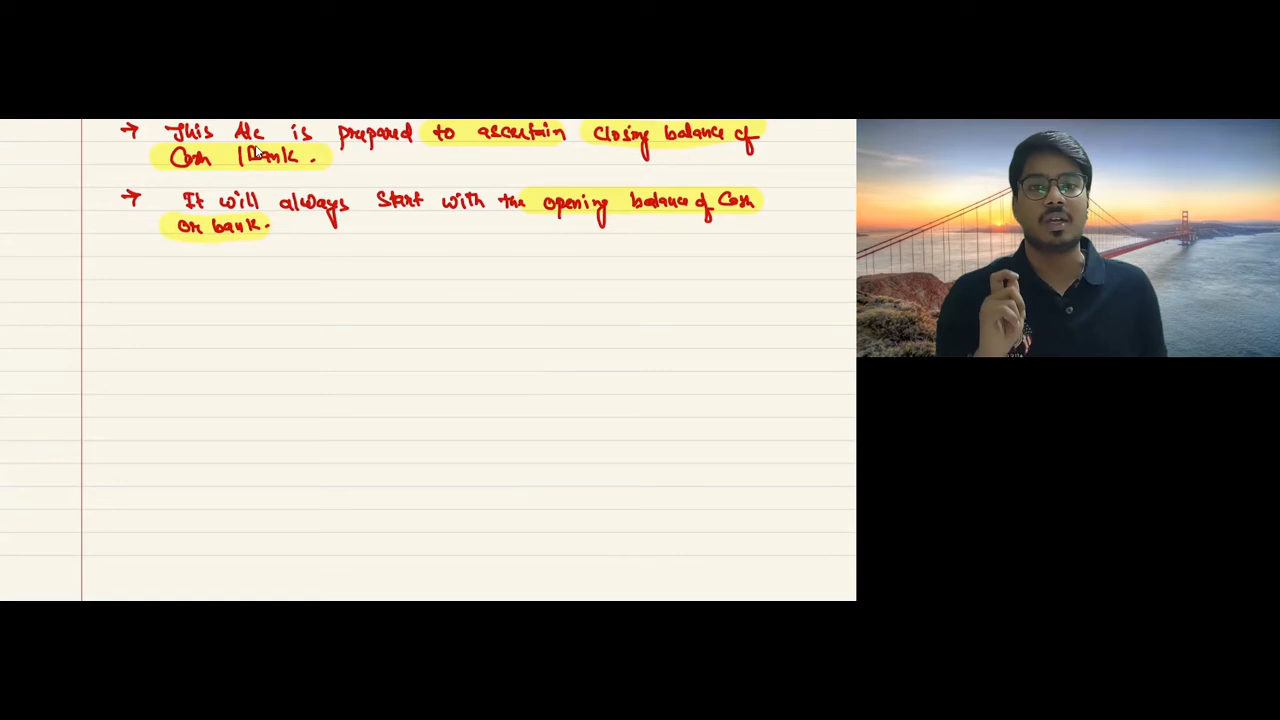 → This A/c is prepared to ascertain closing balance of
Cash | Bank .
→ It will always start with the opening balance of Cash
or bank.